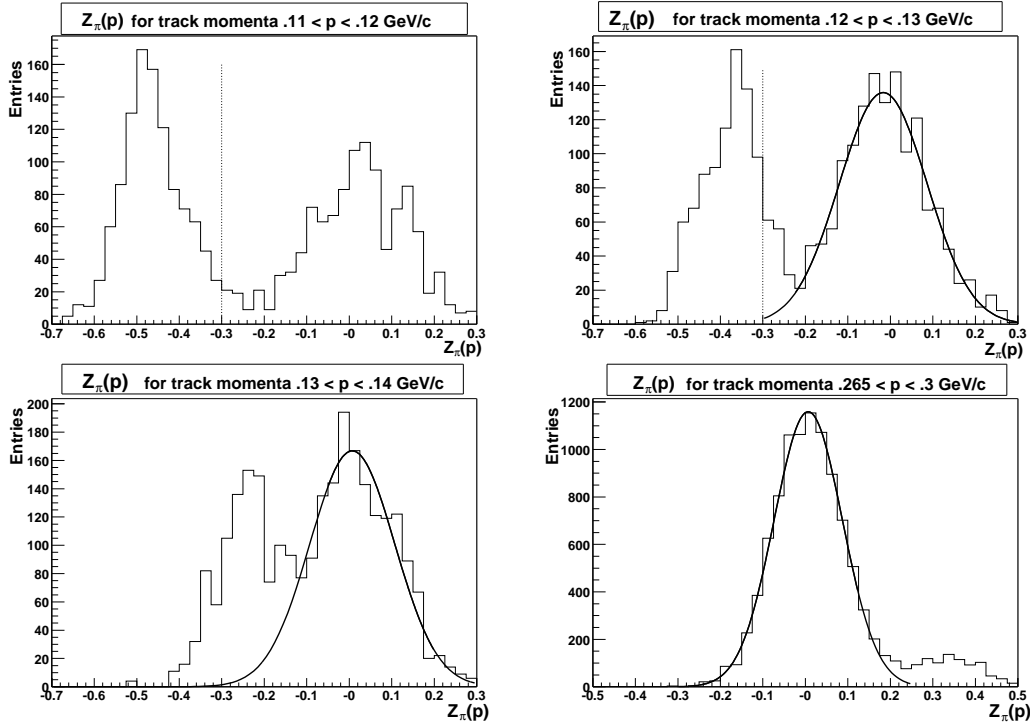 Z_π(p) for track momenta .11 < p < .12 GeV/c
Entries
160
140
120
100
80
60
40
20
0
-0.7 -0.6 -0.5 -0.4 -0.3 -0.2 -0.1 -0 0.1 0.2 0.3
Z_π(p)
Z_π(p) for track momenta .12 < p < .13 GeV/c
Entries
160
140
120
100
80
60
40
20
0
-0.7 -0.6 -0.5 -0.4 -0.3 -0.2 -0.1 -0 0.1 0.2 0.3
Z_π(p)
Z_π(p) for track momenta .13 < p < .14 GeV/c
Entries
200
180
160
140
120
100
80
60
40
20
0
-0.7 -0.6 -0.5 -0.4 -0.3 -0.2 -0.1 -0 0.1 0.2 0.3
Z_π(p)
Z_π(p) for track momenta .265 < p < .3 GeV/c
Entries
1200
1000
800
600
400
200
0
-0.5 -0.4 -0.3 -0.2 -0.1 -0 0.1 0.2 0.3 0.4 0.5
Z_π(p)